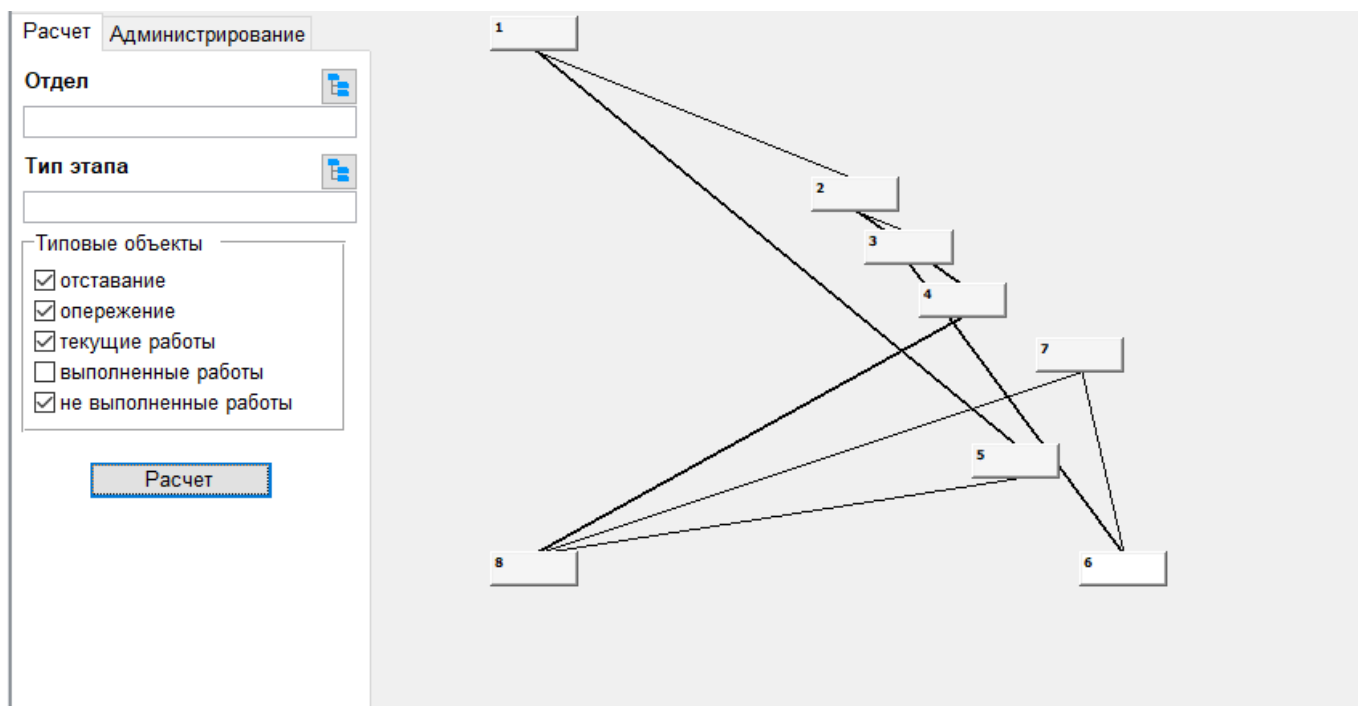 Расчет
Администрирование
Отдел
Тип этапа
Типовые объекты
отставание
опережение
текущие работы
выполненные работы
не выполненные работы
Расчет
1
2
3
4
7
5
8
6